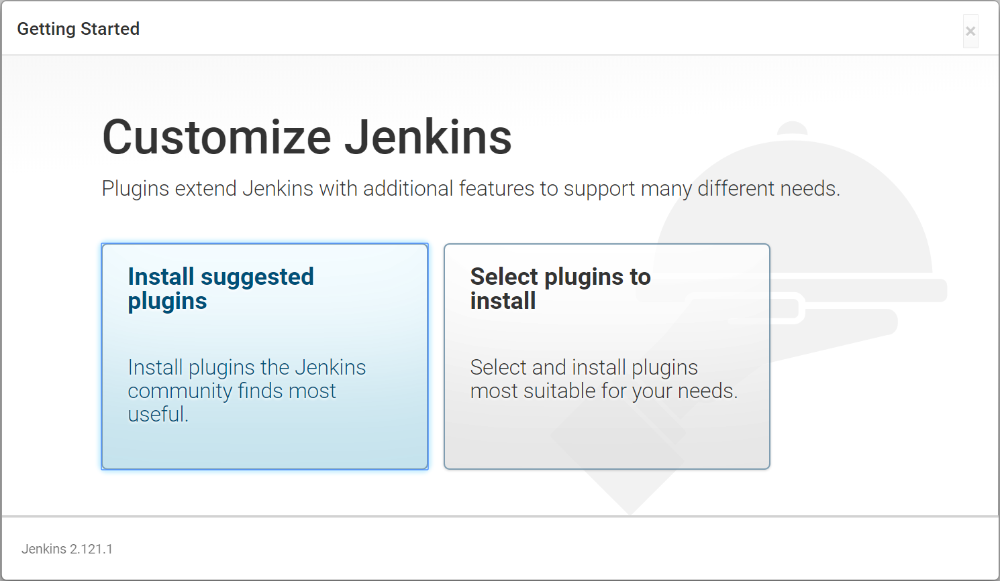 Getting Started
×
Customize Jenkins
Plugins extend Jenkins with additional features to support many different needs.
Install suggested
plugins
Install plugins the Jenkins
community finds most
useful.
Select plugins to
install
Select and install plugins
most suitable for your needs.
Jenkins 2.121.1